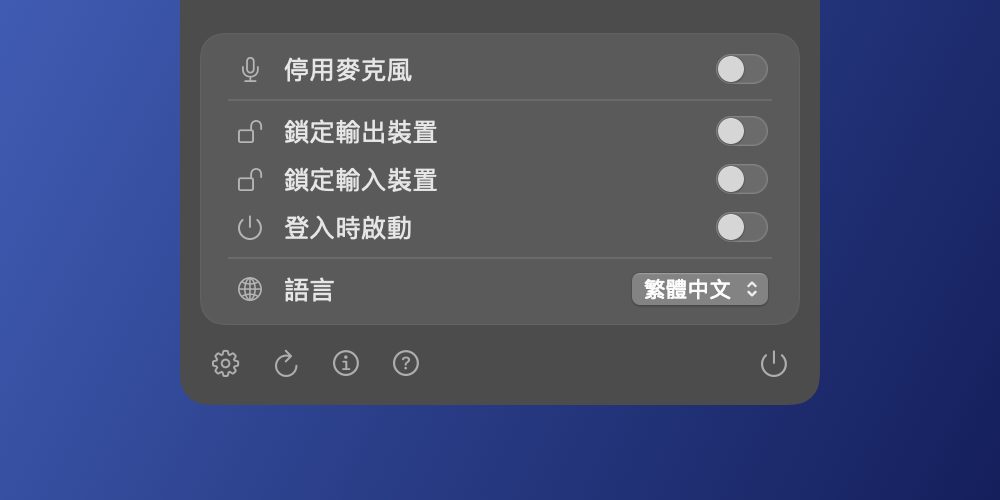 停用麥克風
鎖定輸出裝置
鎖定輸入裝置
登入時啟動
語言 繁體中文